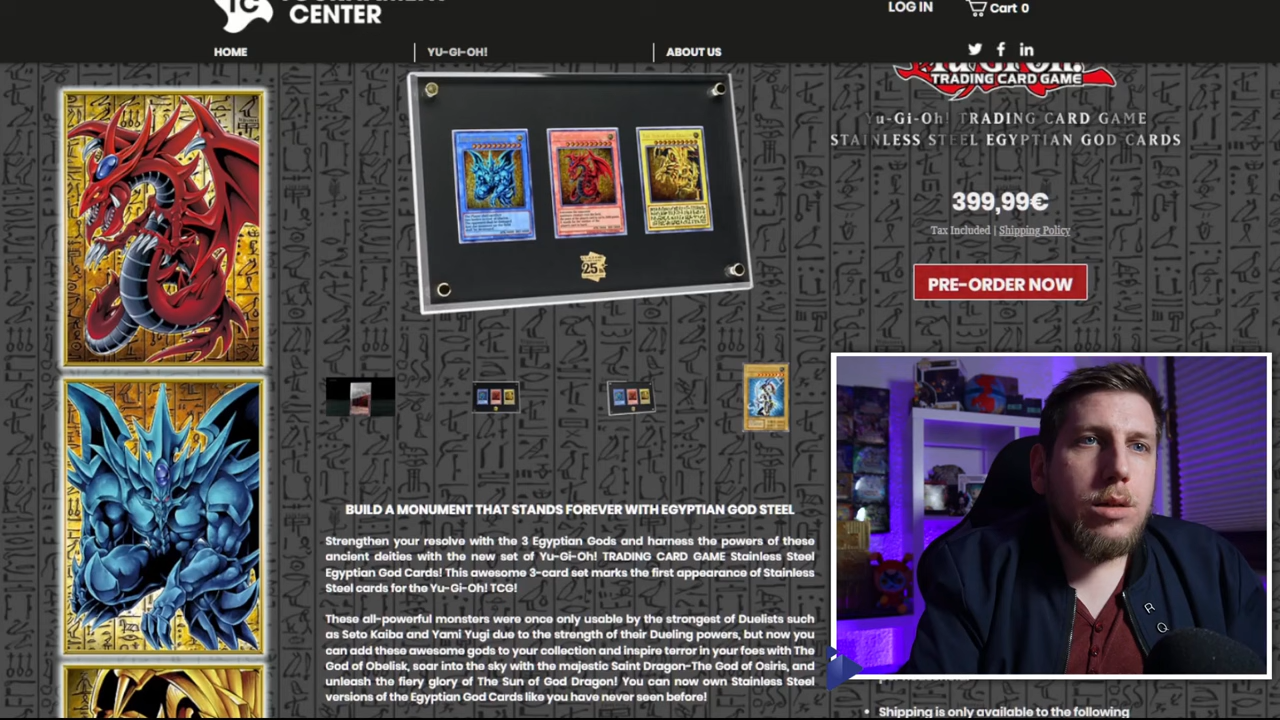 TC
CENTER
LOG IN
Cart 0
HOME
YU-GI-OH!
ABOUT US
Yu-Gi-Oh!
TRADING CARD GAME
Yu-Gi-Oh! TRADING CARD GAME
STAINLESS STEEL EGYPTIAN GOD CARDS
399,99€
Tax Included | Shipping Policy
PRE-ORDER NOW
25th
BUILD A MONUMENT THAT STANDS FOREVER WITH EGYPTIAN GOD STEEL
Strengthen your resolve with the 3 Egyptian Gods and harness the powers of these
ancient deities with the new set of Yu-Gi-Oh! TRADING CARD GAME Stainless Steel
Egyptian God Cards! This awesome 3-card set marks the first appearance of Stainless
Steel cards for the Yu-Gi-Oh! TCG!
These all-powerful monsters were once only usable by the strongest of Duelists such
as Seto Kaiba and Yami Yugi due to the strength of their Dueling powers, but now you
can add these awesome gods to your collection and inspire terror in your foes with The
God of Obelisk, soar into the sky with the majestic Saint Dragon-The God of Osiris, and
unleash the fiery glory of The Sun of God Dragon! You can now own Stainless Steel
versions of the Egyptian God Cards like you have never seen before!
• Shipping is only available to the following